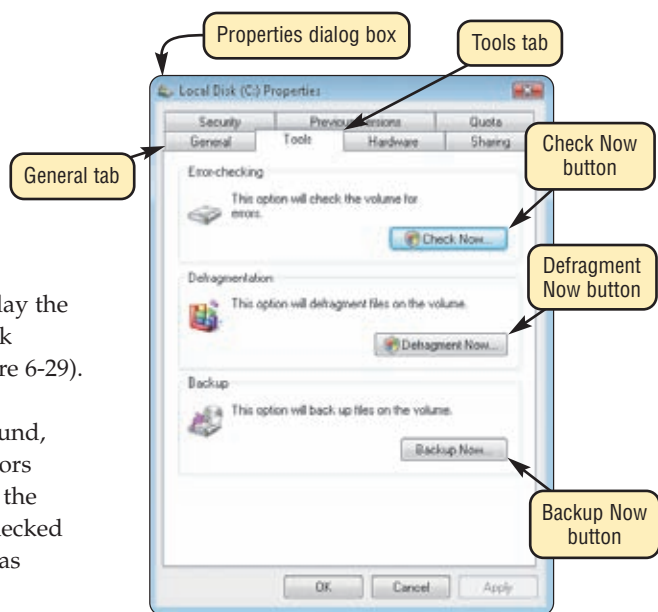 Properties dialog box
Tools tab
Local Disk (C:) Properties
Security
Previous Versions
Quota
General
Tools
Hardware
Sharing
General tab
Check Now
button
Error-checking
This option will check the volume for
errors.
Check Now...
Defragment
Now button
Defragmentation
This option will defragment files on the volume.
Defragment Now...
Backup
This option will back up files on the volume.
Backup Now...
Backup Now
button
OK
Cancel
Apply
lay the
k
re 6-29).
und,
ors
the
ecked
as